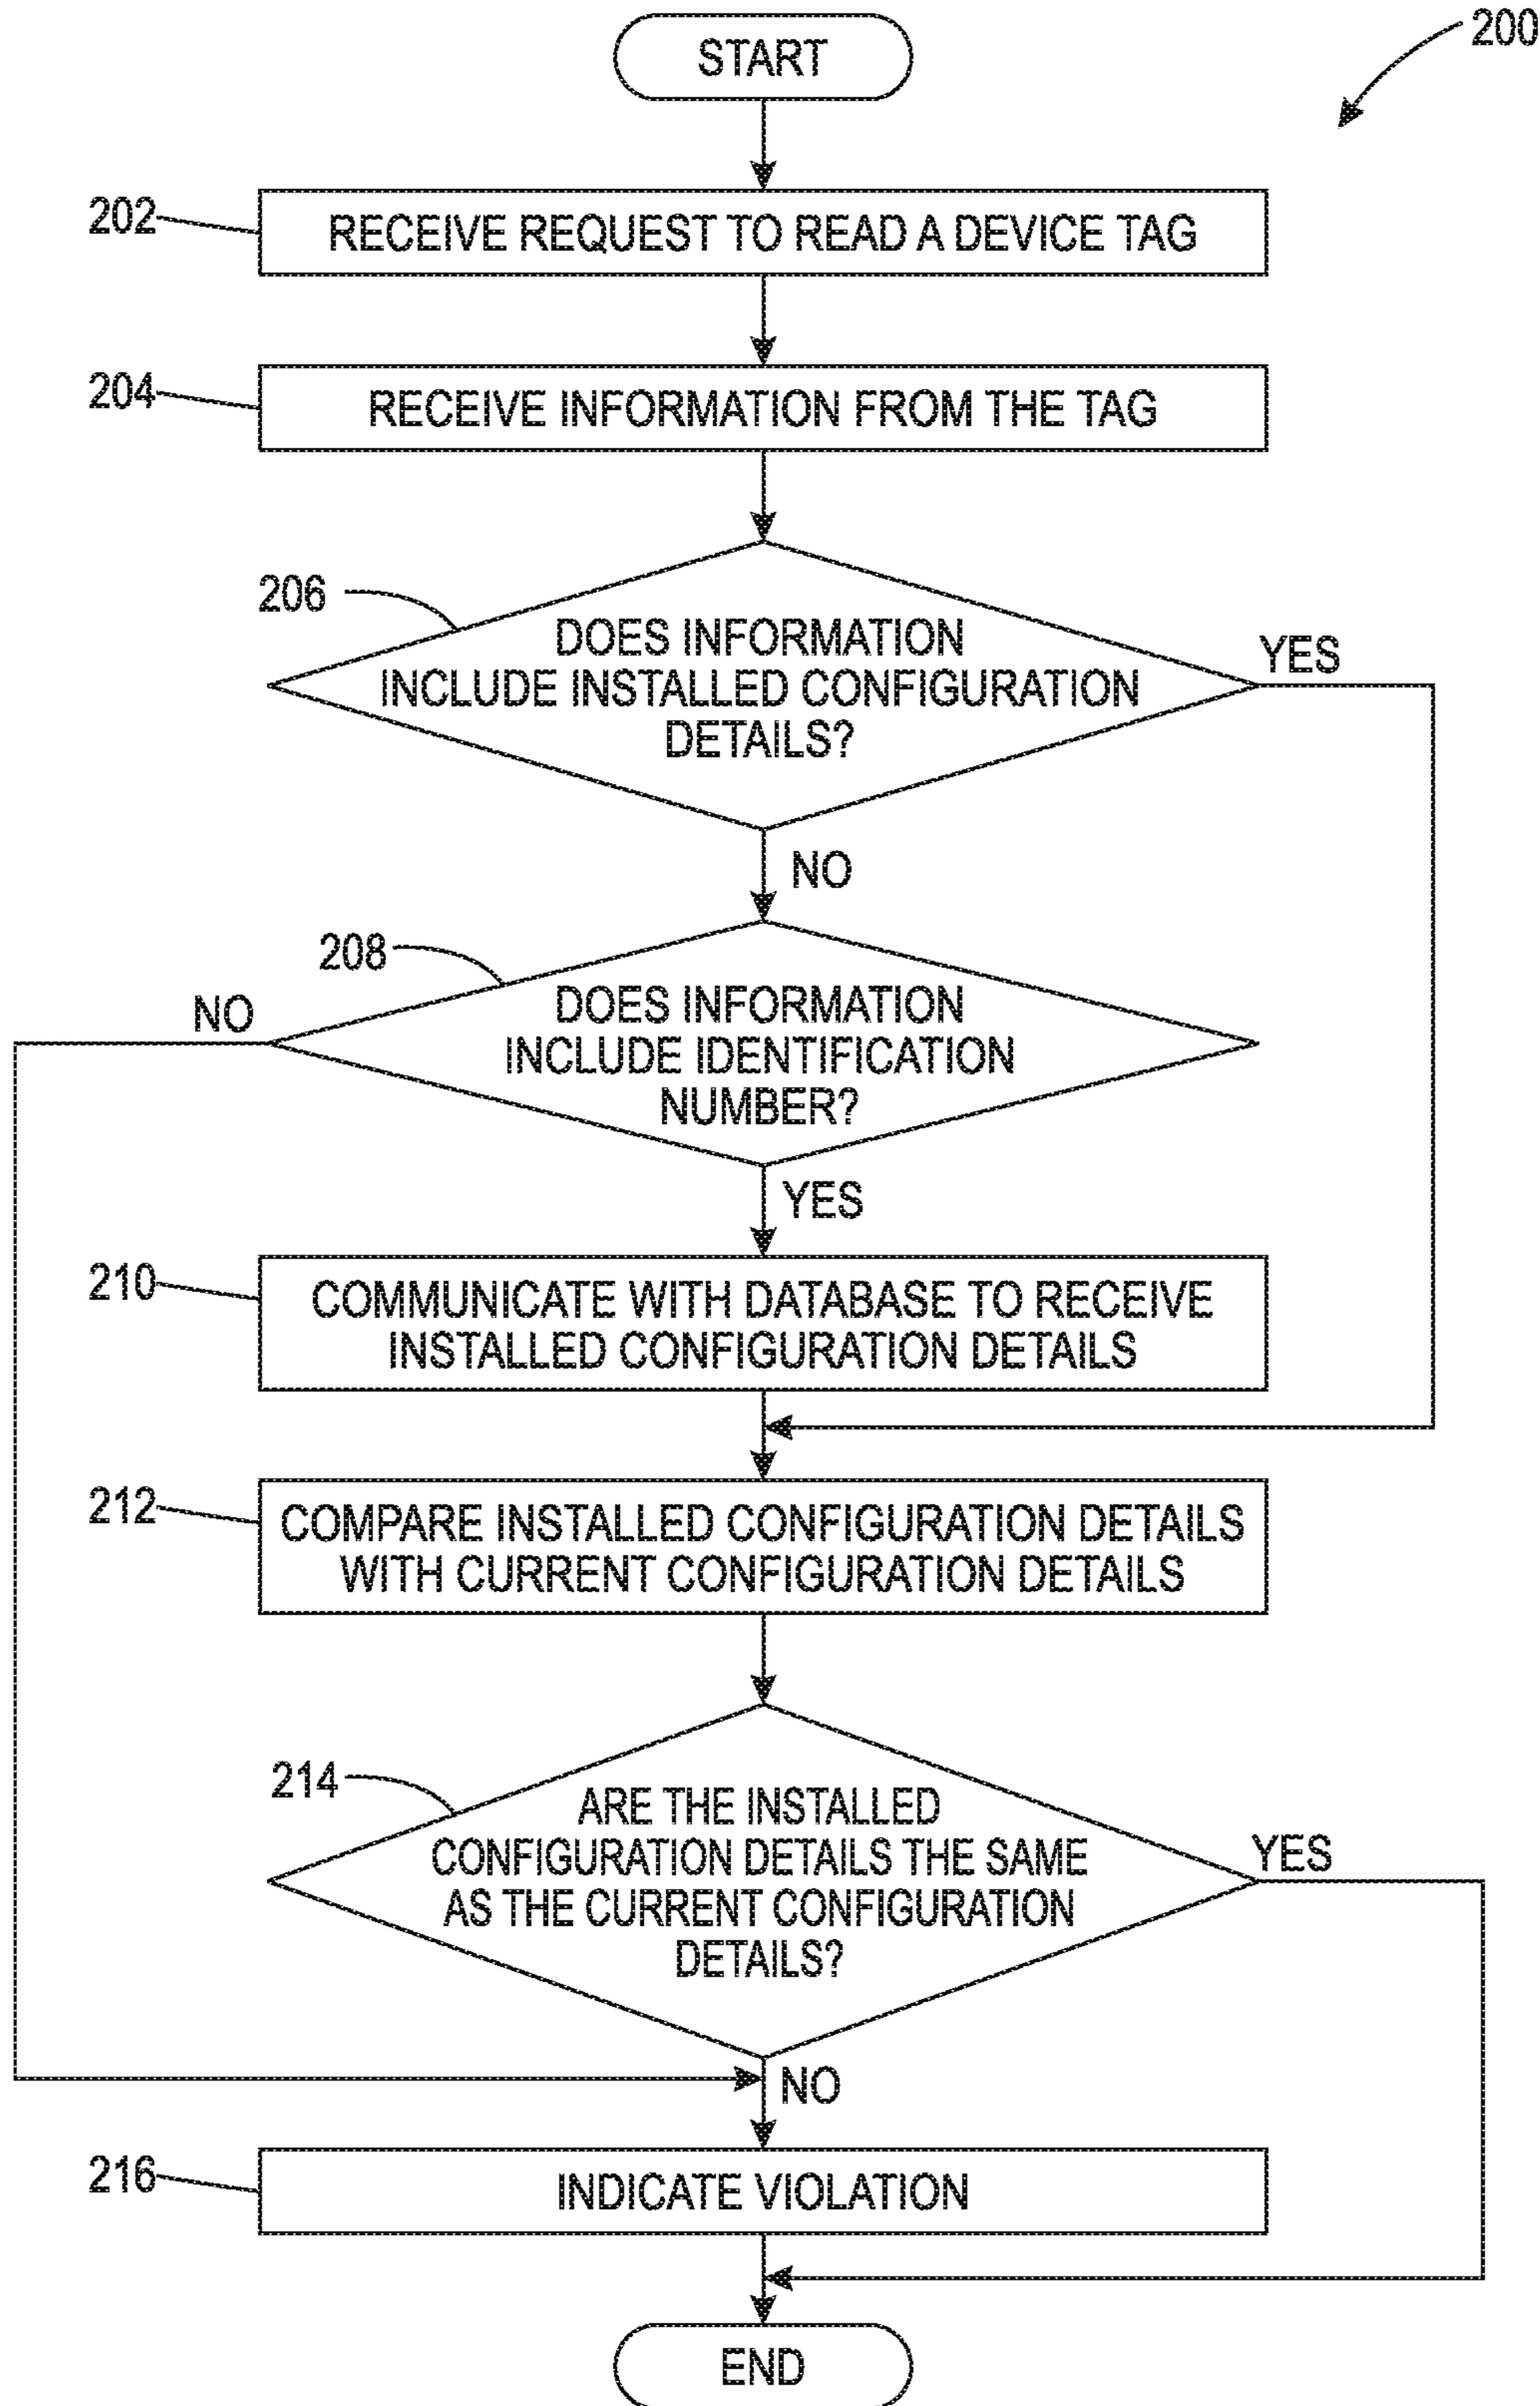 START
200
202
RECEIVE REQUEST TO READ A DEVICE TAG
204
RECEIVE INFORMATION FROM THE TAG
206
DOES INFORMATION
INCLUDE INSTALLED CONFIGURATION
DETAILS?
YES
NO
208
DOES INFORMATION
INCLUDE IDENTIFICATION
NUMBER?
NO
YES
210
COMMUNICATE WITH DATABASE TO RECEIVE
INSTALLED CONFIGURATION DETAILS
212
COMPARE INSTALLED CONFIGURATION DETAILS
WITH CURRENT CONFIGURATION DETAILS
214
ARE THE INSTALLED
CONFIGURATION DETAILS THE SAME
AS THE CURRENT CONFIGURATION
DETAILS?
YES
NO
216
INDICATE VIOLATION
END